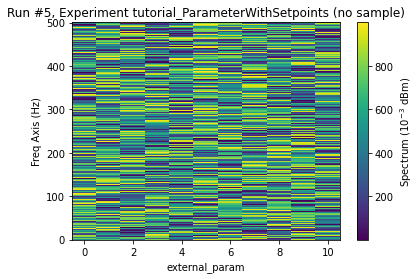 Run #5, Experiment tutorial_ParameterWithSetpoints (no sample)
500
400
300
200
100
0
Freq Axis (Hz)
0 2 4 6 8 10
external_param
800
600
400
200
Spectrum (10⁻³ dBm)